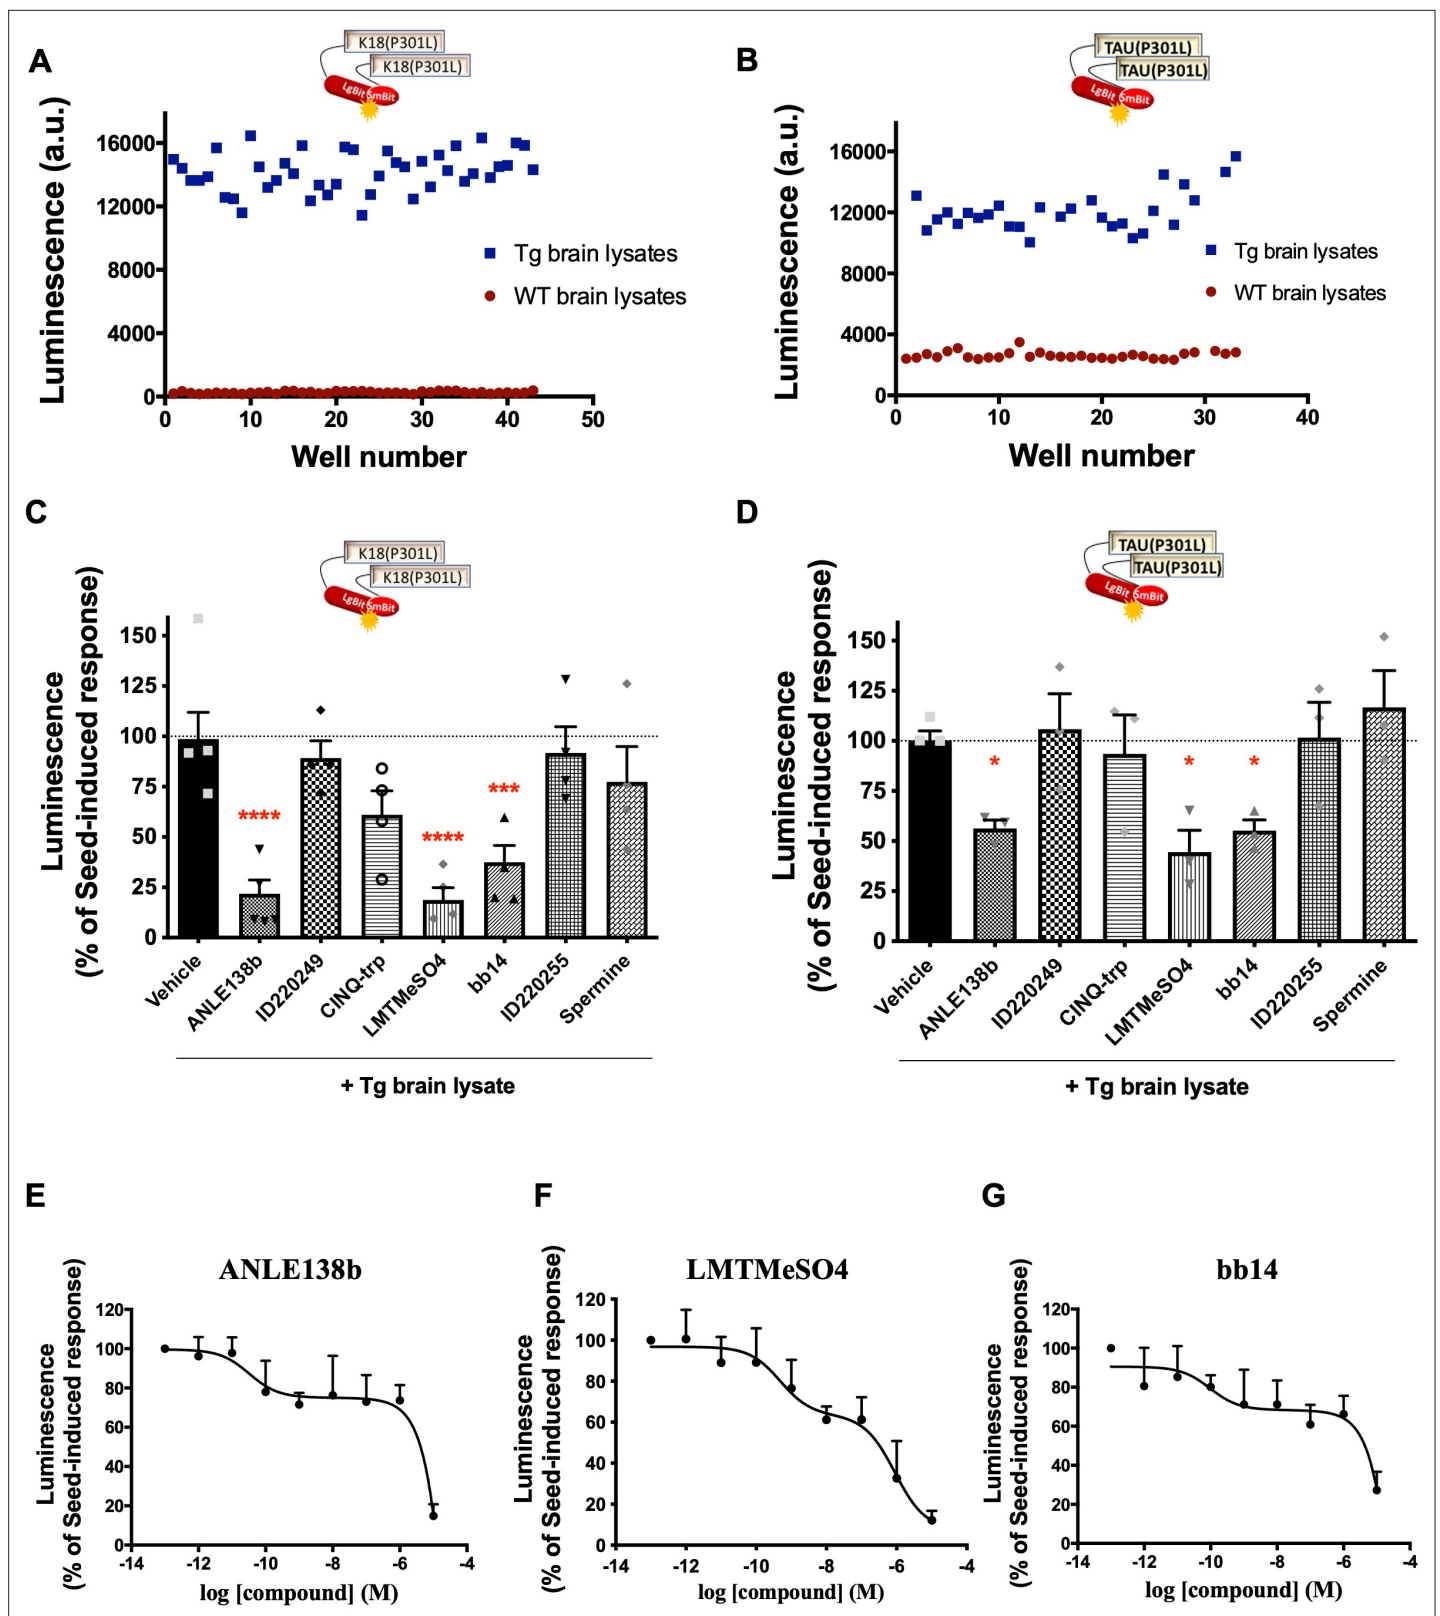 A
K18(P301L)
K18(P301L)
LgBit
SmBit
Luminescence (a.u.)
16000
12000
8000
4000
0
0 10 20 30 40 50
Well number
Tg brain lysates
WT brain lysates
B
TAU(P301L)
TAU(P301L)
LgBit
SmBit
Luminescence (a.u.)
16000
12000
8000
4000
0
0 10 20 30 40
Well number
Tg brain lysates
WT brain lysates
C
K18(P301L)
K18(P301L)
LgBit
SmBit
Luminescence
(% of Seed-induced response)
150
125
100
75
50
25
0
****
****
***
Vehicle
ANLE138b
ID220249
CINQ-trp
LMTMeSO4
bb14
ID220255
Spermine
+ Tg brain lysate
D
TAU(P301L)
TAU(P301L)
LgBit
SmBit
Luminescence
(% of Seed-induced response)
150
125
100
75
50
25
0
*
*
*
Vehicle
ANLE138b
ID220249
CINQ-trp
LMTMeSO4
bb14
ID220255
Spermine
+ Tg brain lysate
E
ANLE138b
Luminescence
(% of Seed-induced response)
120
100
80
60
40
20
0
-14 -12 -10 -8 -6 -4
log [compound] (M)
F
LMTMeSO4
Luminescence
(% of Seed-induced response)
120
100
80
60
40
20
0
-14 -12 -10 -8 -6 -4
log [compound] (M)
G
bb14
Luminescence
(% of Seed-induced response)
120
100
80
60
40
20
0
-14 -12 -10 -8 -6 -4
log [compound] (M)